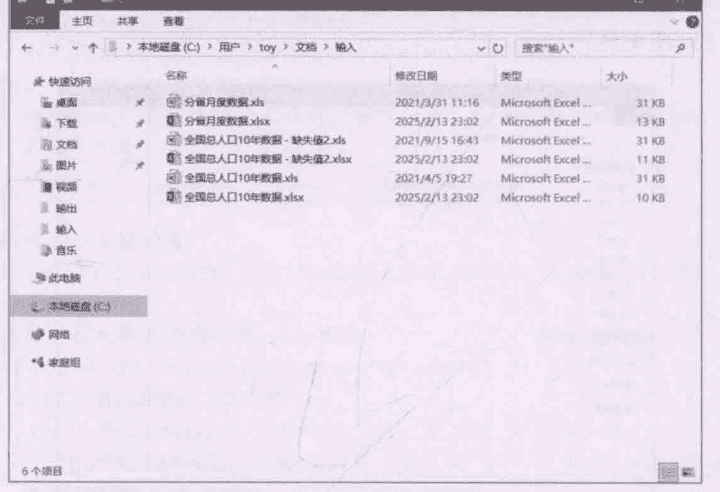 文件 主页 共享 查看
本地磁盘 (C:) > 用户 > toy > 文档 > 输入 搜索"输入"
名称 修改日期 类型 大小
快速访问
桌面
下载
文档
图片
视频
输出
输入
音乐
此电脑
本地磁盘 (C:)
网络
家庭组
分省月度数据.xls 2021/3/31 11:16 Microsoft Excel ... 31 KB
分省月度数据.xlsx 2025/2/13 23:02 Microsoft Excel ... 13 KB
全国总人口10年数据 - 缺失值2.xls 2021/9/15 16:43 Microsoft Excel ... 31 KB
全国总人口10年数据 - 缺失值2.xlsx 2025/2/13 23:02 Microsoft Excel ... 11 KB
全国总人口10年数据.xls 2021/4/5 19:27 Microsoft Excel ... 31 KB
全国总人口10年数据.xlsx 2025/2/13 23:02 Microsoft Excel ... 10 KB
6 个项目